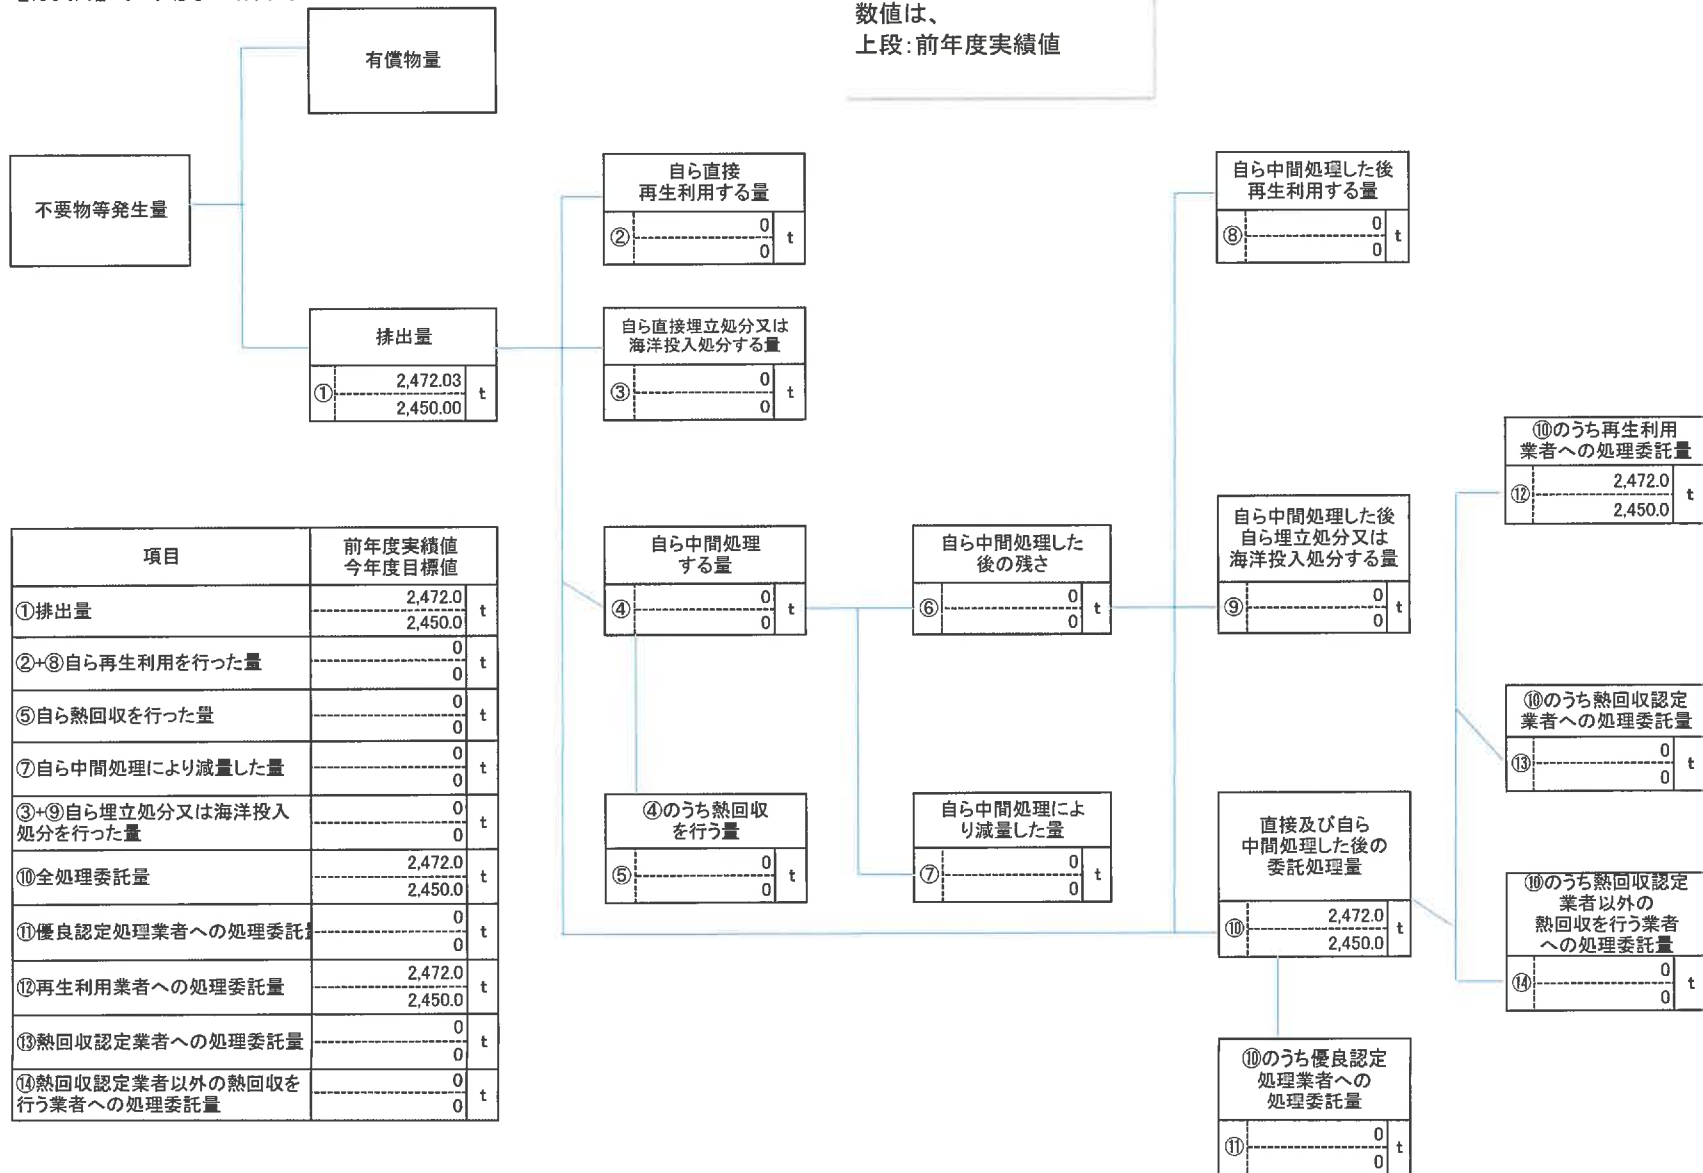 数値は、
上段:前年度実績値
有償物量
不要物等発生量
排出量
① 2,472.03 t
2,450.00
自ら直接
再生利用する量
② 0 t
0
自ら直接埋立処分又は
海洋投入処分する量
③ 0 t
0
自ら中間処理
する量
④ 0 t
0
④のうち熱回収
を行う量
⑤ 0 t
0
自ら中間処理した
後の残さ
⑥ 0 t
0
自ら中間処理によ
り減量した量
⑦ 0 t
0
自ら中間処理した後
再生利用する量
⑧ 0 t
0
自ら中間処理した後
自ら埋立処分又は
海洋投入処分する量
⑨ 0 t
0
直接及び自ら
中間処理した後の
委託処理量
⑩ 2,472.0 t
2,450.0
⑩のうち優良認定
処理業者への
処理委託量
⑪ 0 t
0
⑩のうち再生利用
業者への処理委託量
⑫ 2,472.0 t
2,450.0
⑩のうち熱回収認定
業者への処理委託量
⑬ 0 t
0
⑩のうち熱回収認定
業者以外の
熱回収を行う業者
への処理委託量
⑭ 0 t
0
項目 前年度実績値
今年度目標値
①排出量 2,472.0 t
2,450.0
②+⑧自ら再生利用を行った量 0 t
0
⑤自ら熱回収を行った量 0 t
0
⑦自ら中間処理により減量した量 0 t
0
③+⑨自ら埋立処分又は海洋投入 0 t
処分を行った量 0
⑩全処理委託量 2,472.0 t
2,450.0
⑪優良認定処理業者への処理委託 0 t
0
⑫再生利用業者への処理委託量 2,472.0 t
2,450.0
⑬熱回収認定業者への処理委託量 0 t
0
⑭熱回収認定業者以外の熱回収を 0 t
行う業者への処理委託量 0